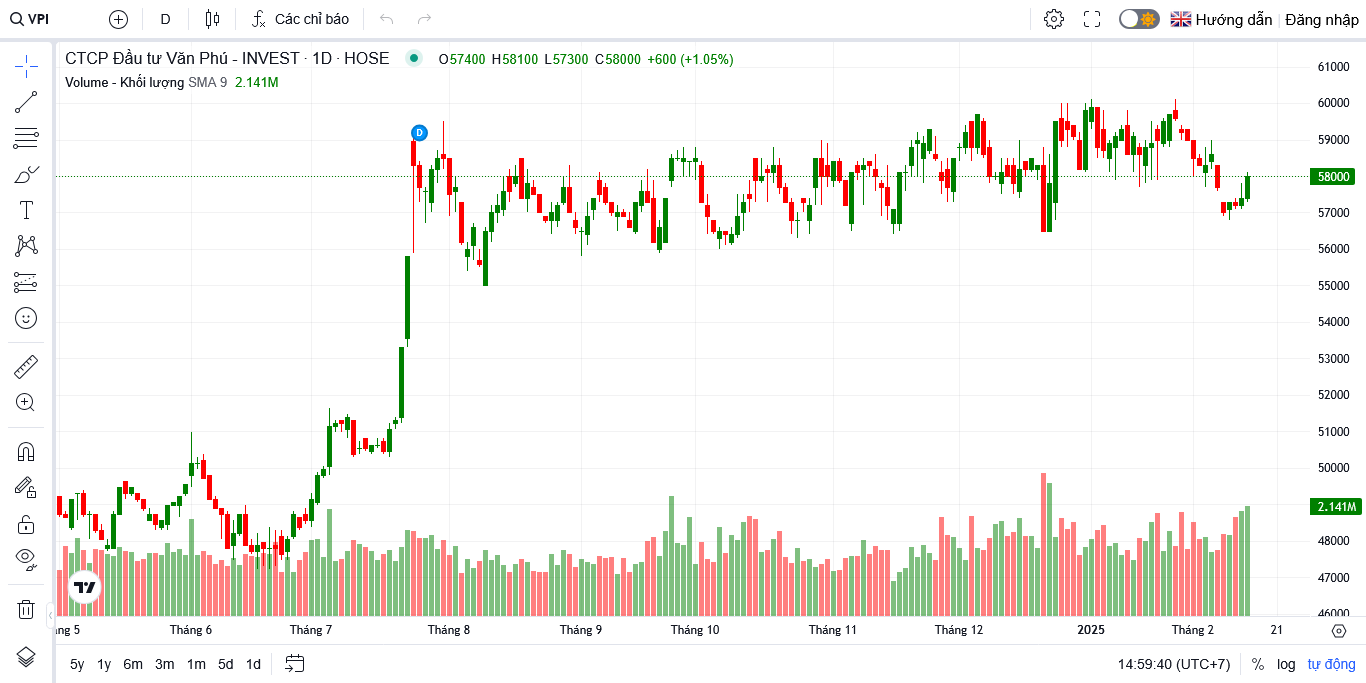 VPI D Các chỉ báo Hướng dẫn Đăng nhập
CTCP Đầu tư Văn Phú - INVEST · 1D · HOSE O57400 H58100 L57300 C58000 +600 (+1.05%)
Volume - Khối lượng SMA 9 2.141M
D
61000
60000
59000
58000
57000
56000
55000
54000
53000
52000
51000
50000
2.141M
48000
47000
46000
ng 5 Tháng 6 Tháng 7 Tháng 8 Tháng 9 Tháng 10 Tháng 11 Tháng 12 2025 Tháng 2 21
5y 1y 6m 3m 1m 5d 1d 14:59:40 (UTC+7) % log tự động